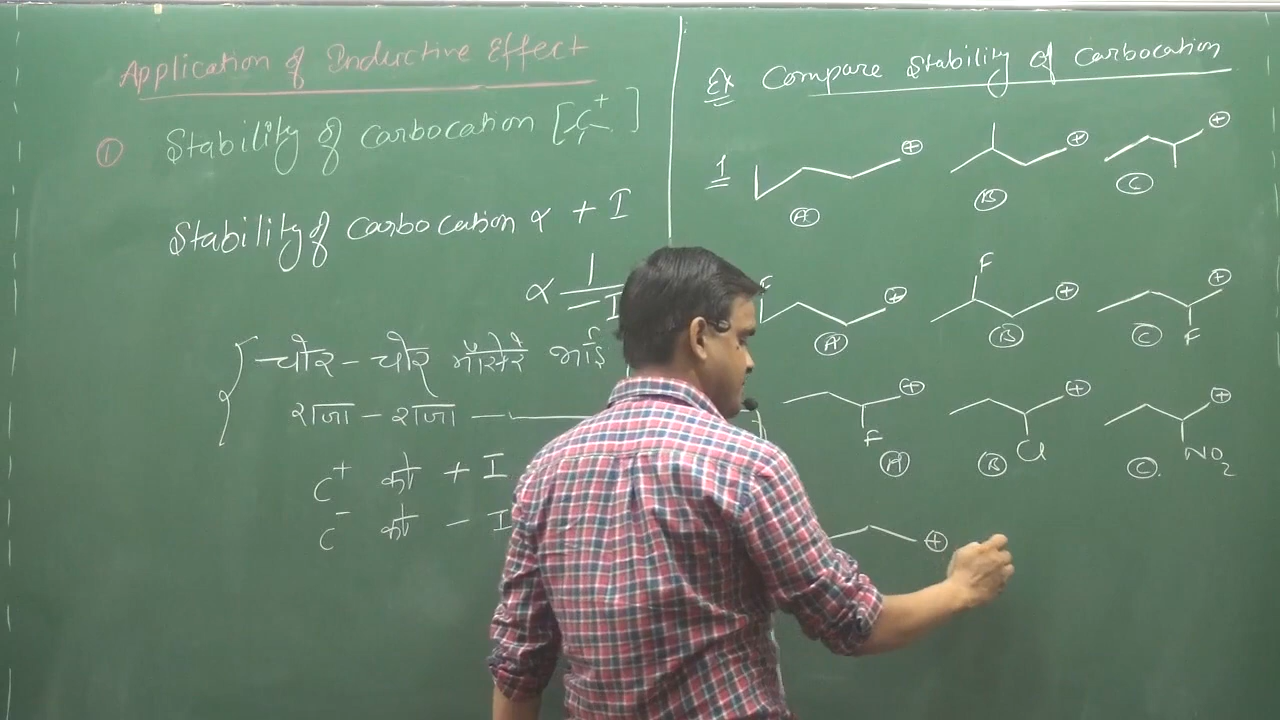 Application of Inductive Effect
① Stability of carbocation [-C+-]
Stability of carbocation ∝ + I
∝ 1
- I
चोर - चोर मौसेरे भाई
राजा - राजा
C+ को + I
C- को - I
Ex Compare Stability of Carbocation
1 ⊕ ⊕ ⊕
A B C
F ⊕ F ⊕ F ⊕
A B C
F ⊕ Cl ⊕ NO2 ⊕
A B C
⊕